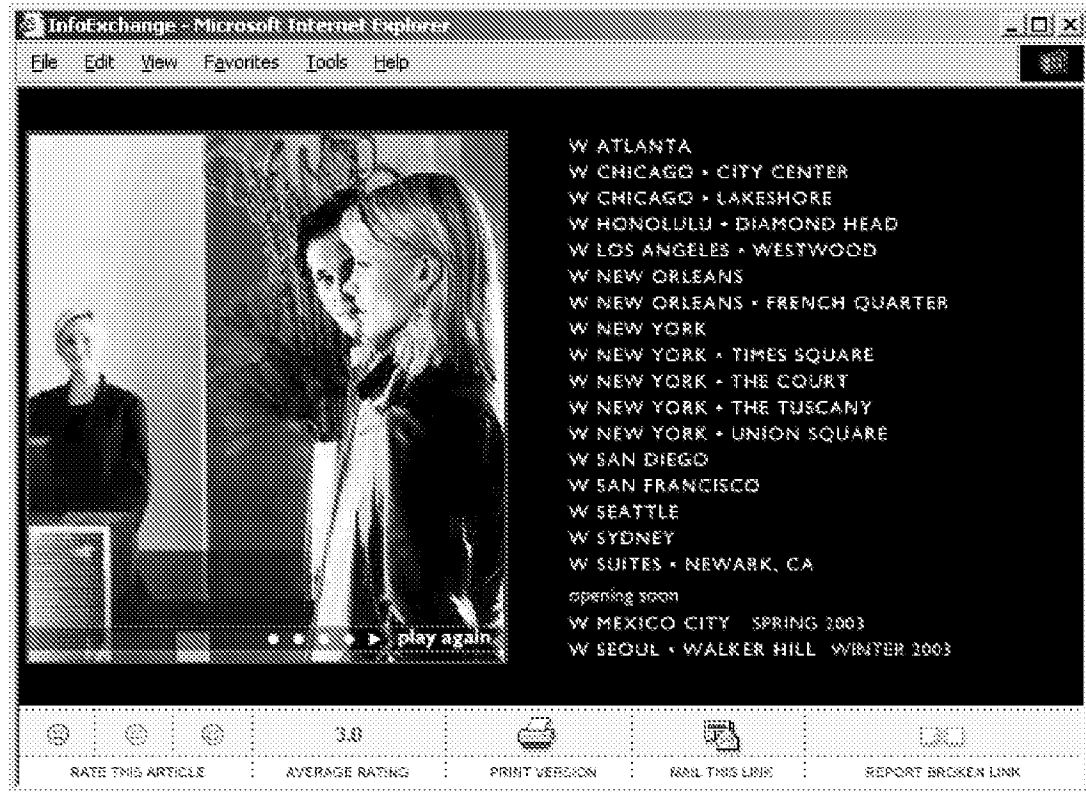 InfoExchange - Microsoft Internet Explorer
File Edit View Favorites Tools Help
W ATLANTA
W CHICAGO • CITY CENTER
W CHICAGO • LAKESHORE
W HONOLULU • DIAMOND HEAD
W LOS ANGELES • WESTWOOD
W NEW ORLEANS
W NEW ORLEANS • FRENCH QUARTER
W NEW YORK
W NEW YORK • TIMES SQUARE
W NEW YORK • THE COURT
W NEW YORK • THE TUSCANY
W NEW YORK • UNION SQUARE
W SAN DIEGO
W SAN FRANCISCO
W SEATTLE
W SYDNEY
W SUITES • NEWARK, CA
opening soon
W MEXICO CITY SPRING 2003
W SEOUL • WALKER HILL WINTER 2003
play again
3.0
RATE THIS ARTICLE AVERAGE RATING PRINT VERSION MAIL THIS LINK REPORT BROKEN LINK